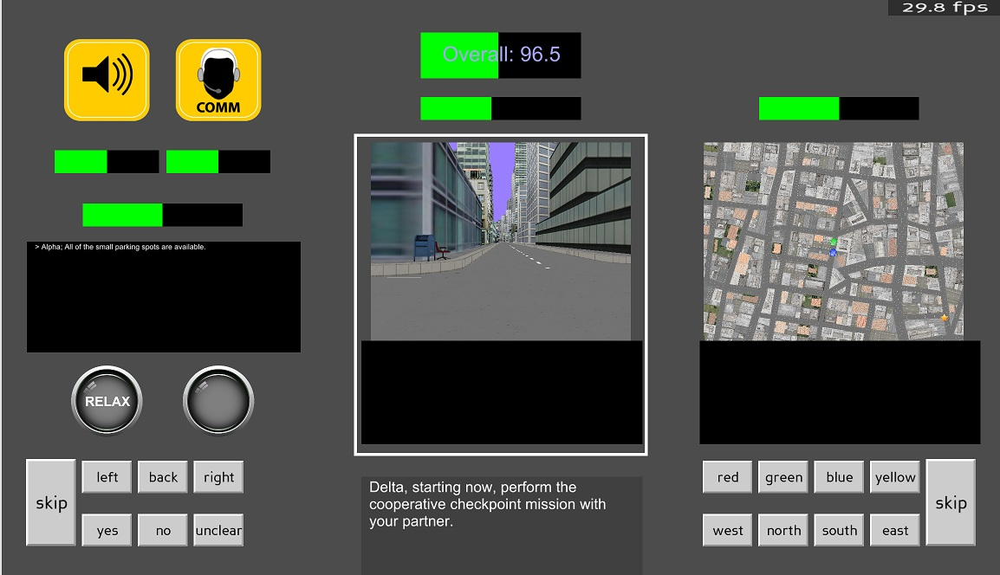 29.8 fps
COMM
Overall: 96.5
> Alpha; All of the small parking spots are available.
RELAX
skip
left
back
right
yes
no
unclear
Delta, starting now, perform the
cooperative checkpoint mission with
your partner.
red
green
blue
yellow
west
north
south
east
skip